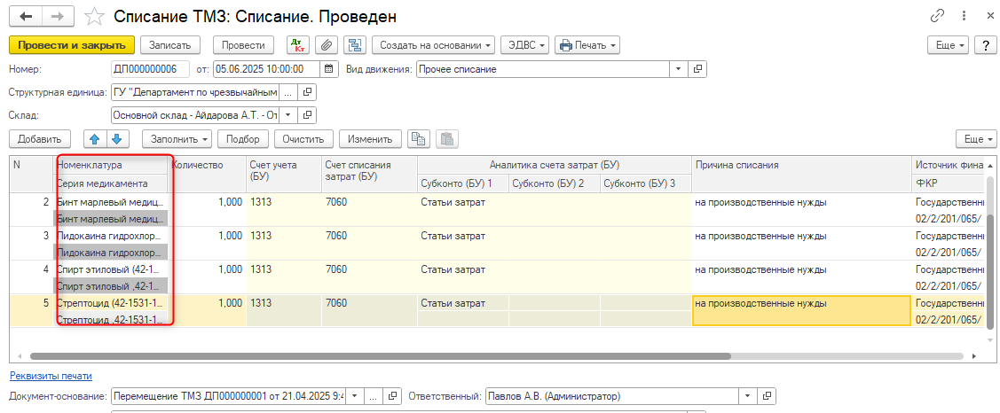 Списание ТМЗ: Списание. Проведен
Провести и закрыть Записать Провести Дт Кт Создать на основании ЭДВС Печать Еще ?
Номер: ДП000000006 от: 05.06.2025 10:00:00 Вид движения: Прочее списание
Структурная единица: ГУ "Департамент по чрезвычайным ...
Склад: Основной склад - Айдарова А.Т. - От
Добавить Заполнить Подбор Очистить Изменить Еще
N Номенклатура Количество Счет учета (БУ) Счет списания затрат (БУ) Аналитика счета затрат (БУ) Причина списания Источник фина
Серия медикамента Субконто (БУ) 1 Субконто (БУ) 2 Субконто (БУ) 3 ФКР
2 Бинт марлевый медиц... 1,000 1313 7060 Статьи затрат на производственные нужды Государственн
Бинт марлевый медиц... 02/2/201/065/
3 Лидокаина гидрохлор... 1,000 1313 7060 Статьи затрат на производственные нужды Государственн
Лидокаина гидрохлор... 02/2/201/065/
4 Спирт этиловый (42-1... 1,000 1313 7060 Статьи затрат на производственные нужды Государственн
Спирт этиловый ,42-1... 02/2/201/065/
5 Стрептоцид (42-1531-1... 1,000 1313 7060 Статьи затрат на производственные нужды Государственн
Стрептоцид ,42-1531-1... 02/2/201/065/
Реквизиты печати
Документ-основание: Перемещение ТМЗ ДП000000001 от 21.04.2025 9:4 ... Ответственный: Павлов А.В. (Администратор)